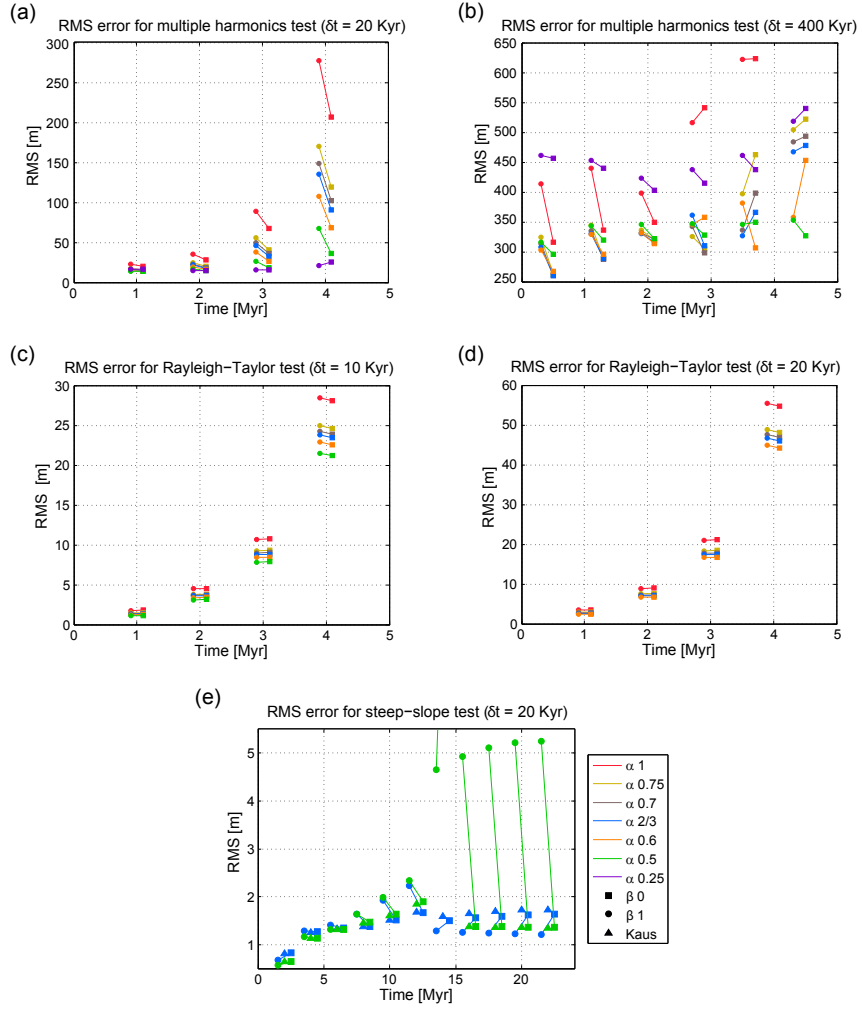 (a)
RMS error for multiple harmonics test (δt = 20 Kyr)
300
250
200
150
100
50
0
RMS [m]
0 1 2 3 4 5
Time [Myr]
(b)
RMS error for multiple harmonics test (δt = 400 Kyr)
650
600
550
500
450
400
350
300
250
RMS [m]
0 1 2 3 4 5
Time [Myr]
(c)
RMS error for Rayleigh−Taylor test (δt = 10 Kyr)
30
25
20
15
10
5
0
RMS [m]
0 1 2 3 4 5
Time [Myr]
(d)
RMS error for Rayleigh−Taylor test (δt = 20 Kyr)
60
50
40
30
20
10
0
RMS [m]
0 1 2 3 4 5
Time [Myr]
(e)
RMS error for steep−slope test (δt = 20 Kyr)
5
4
3
2
1
RMS [m]
0 5 10 15 20
Time [Myr]
α 1
α 0.75
α 0.7
α 2/3
α 0.6
α 0.5
α 0.25
β 0
β 1
Kaus